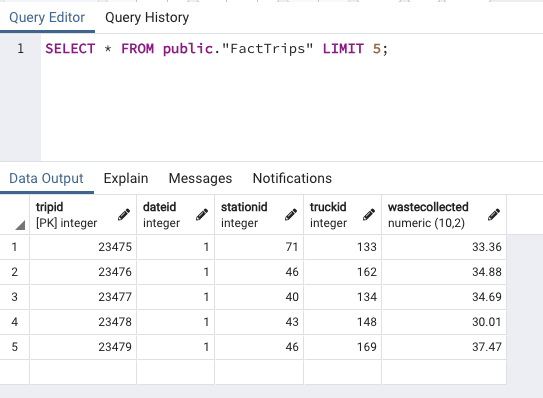 Query Editor Query History
1 SELECT * FROM public."FactTrips" LIMIT 5;
Data Output Explain Messages Notifications
tripid dateid stationid truckid wastecollected
[PK] integer integer integer integer numeric (10,2)
1 23475 1 71 133 33.36
2 23476 1 46 162 34.88
3 23477 1 40 134 34.69
4 23478 1 43 148 30.01
5 23479 1 46 169 37.47